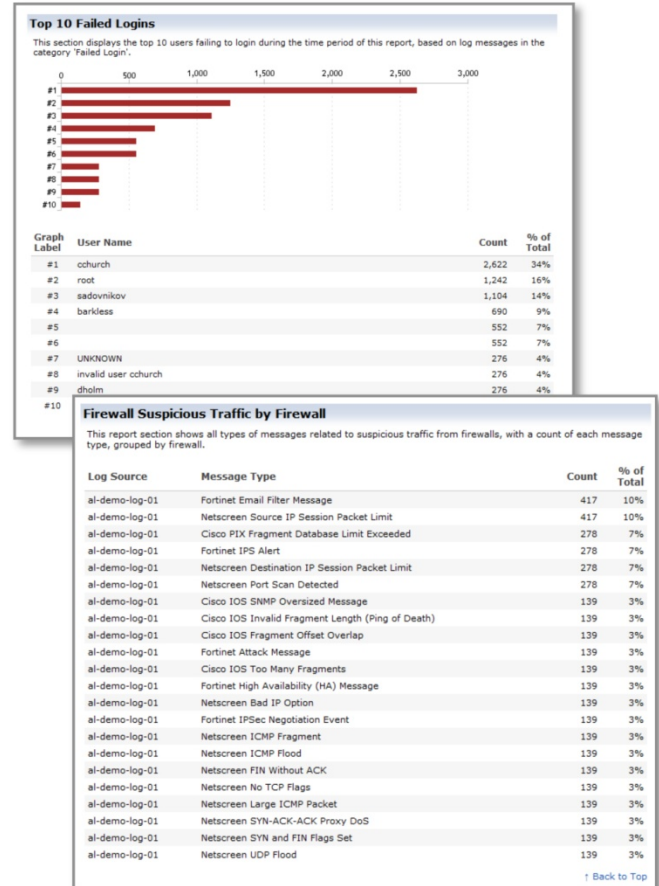 Top 10 Failed Logins
This section displays the top 10 users failing to login during the time period of this report, based on log messages in the
category 'Failed Login'.
0 500 1,000 1,500 2,000 2,500 3,000
#1
#2
#3
#4
#5
#6
#7
#8
#9
#10
Graph Label User Name Count % of Total
#1 cchurch 2,622 34%
#2 root 1,242 16%
#3 sadovnikov 1,104 14%
#4 barkless 690 9%
#5 552 7%
#6 552 7%
#7 UNKNOWN 276 4%
#8 invalid user cchurch 276 4%
#9 dholm 276 4%
#10
Firewall Suspicious Traffic by Firewall
This report section shows all types of messages related to suspicious traffic from firewalls, with a count of each message
type, grouped by firewall.
Log Source Message Type Count % of Total
al-demo-log-01 Fortinet Email Filter Message 417 10%
al-demo-log-01 Netscreen Source IP Session Packet Limit 417 10%
al-demo-log-01 Cisco PIX Fragment Database Limit Exceeded 278 7%
al-demo-log-01 Fortinet IPS Alert 278 7%
al-demo-log-01 Netscreen Destination IP Session Packet Limit 278 7%
al-demo-log-01 Netscreen Port Scan Detected 278 7%
al-demo-log-01 Cisco IOS SNMP Oversized Message 139 3%
al-demo-log-01 Cisco IOS Invalid Fragment Length (Ping of Death) 139 3%
al-demo-log-01 Cisco IOS Fragment Offset Overlap 139 3%
al-demo-log-01 Fortinet Attack Message 139 3%
al-demo-log-01 Cisco IOS Too Many Fragments 139 3%
al-demo-log-01 Fortinet High Availability (HA) Message 139 3%
al-demo-log-01 Netscreen Bad IP Option 139 3%
al-demo-log-01 Fortinet IPSec Negotiation Event 139 3%
al-demo-log-01 Netscreen ICMP Fragment 139 3%
al-demo-log-01 Netscreen ICMP Flood 139 3%
al-demo-log-01 Netscreen FIN Without ACK 139 3%
al-demo-log-01 Netscreen No TCP Flags 139 3%
al-demo-log-01 Netscreen Large ICMP Packet 139 3%
al-demo-log-01 Netscreen SYN-ACK-ACK Proxy DoS 139 3%
al-demo-log-01 Netscreen SYN and FIN Flags Set 139 3%
al-demo-log-01 Netscreen UDP Flood 139 3%
↑ Back to Top